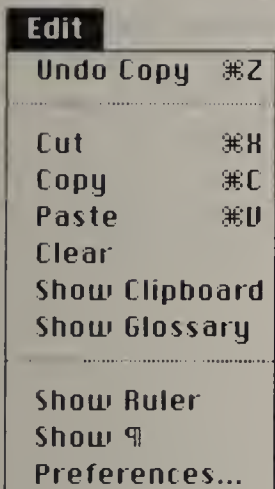 Edit
Undo Copy ⌘Z
Cut ⌘X
Copy ⌘C
Paste ⌘V
Clear
Show Clipboard
Show Glossary
Show Ruler
Show ¶
Preferences...